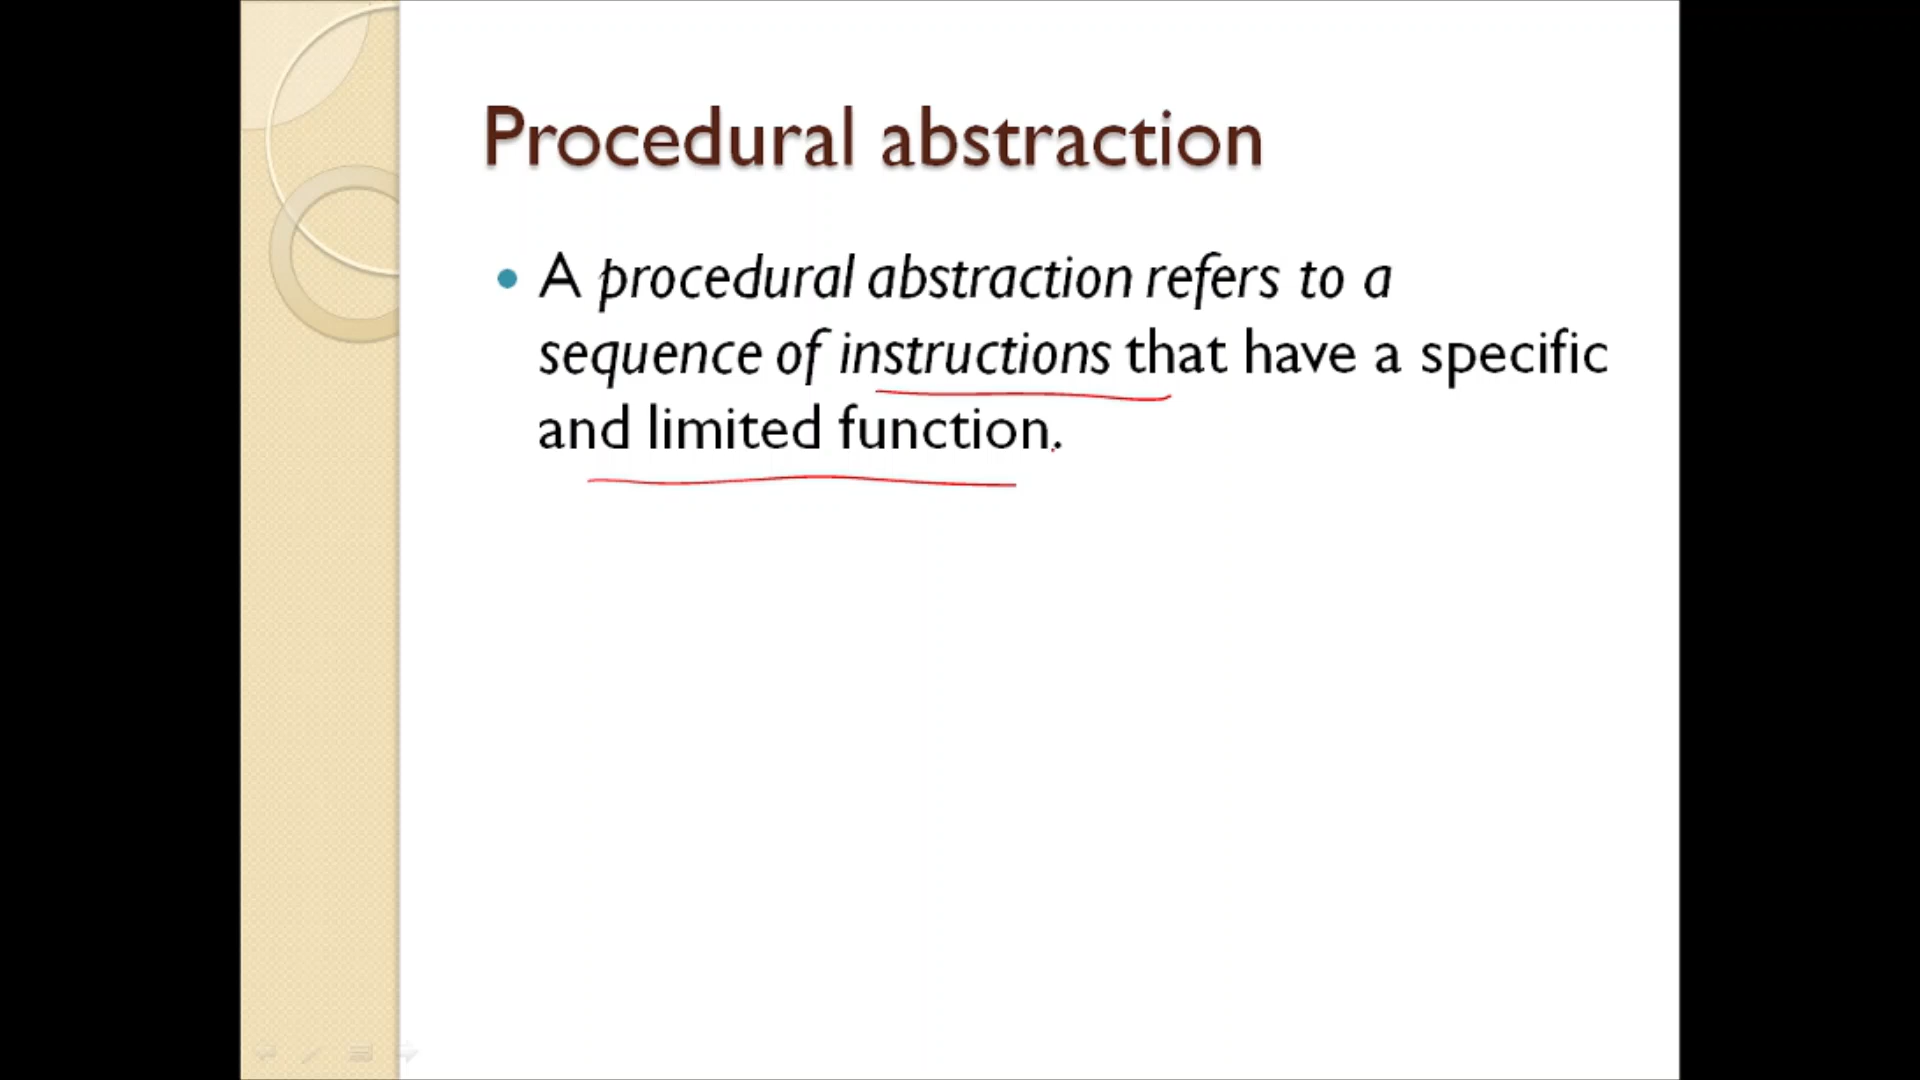 Procedural abstraction
• A procedural abstraction refers to a
sequence of instructions that have a specific
and limited function.